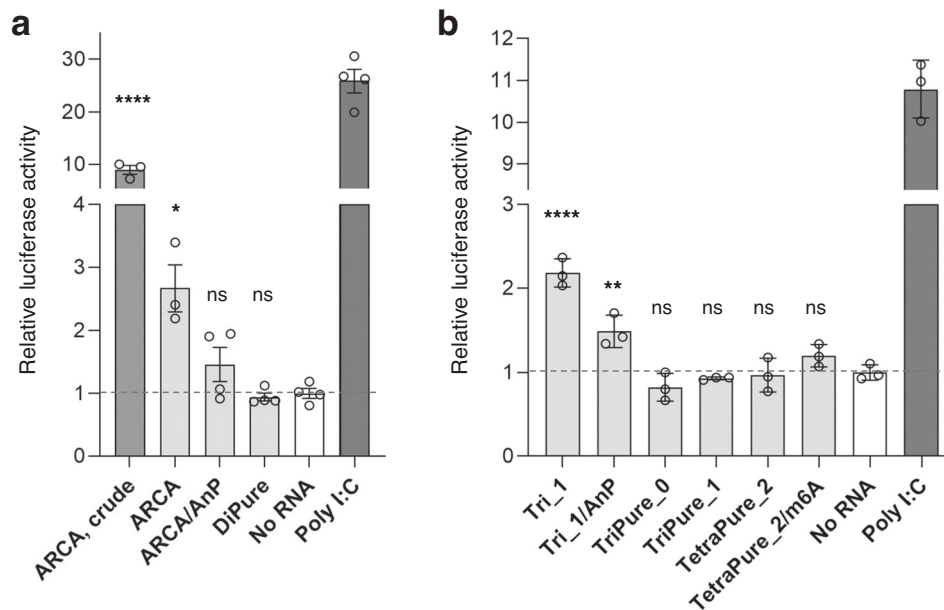 a
Relative luciferase activity
30
20
10
4
3
2
1
0
****
*
ns
ns
ARCA, crude
ARCA
ARCA/AnP
DiPure
No RNA
Poly I:C
b
Relative luciferase activity
12
11
10
9
3
2
1
0
****
**
ns
ns
ns
ns
Tri_1
Tri_1/AnP
TriPure_0
TriPure_1
TetraPure_2
TetraPure_2/m6A
No RNA
Poly I:C